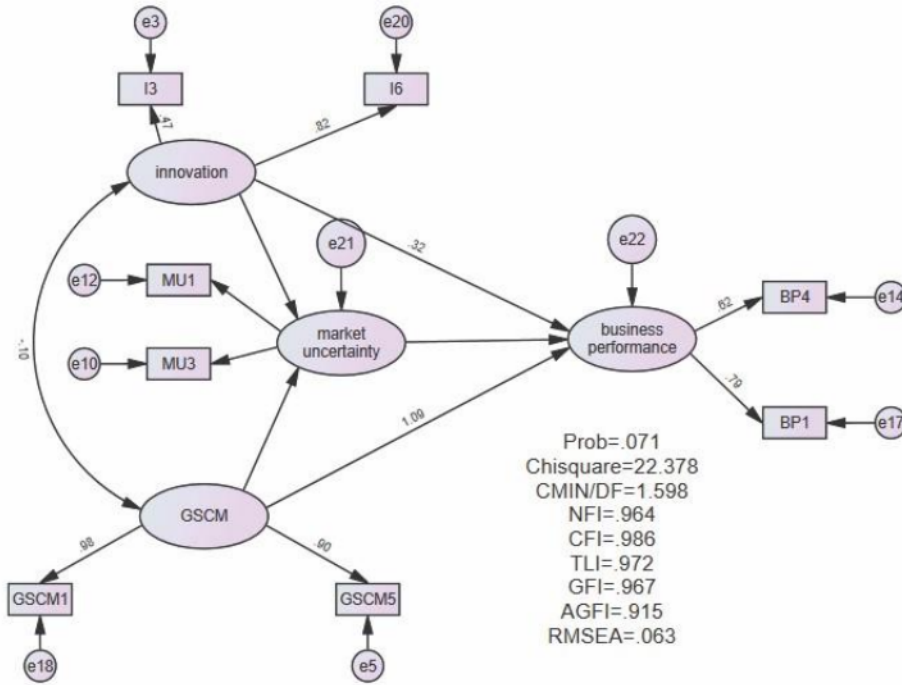 e3
e20
I3
I6
.47
.82
innovation
e21
.32
e22
e12
MU1
market
uncertainty
business
performance
.62
BP4
e14
-.10
e10
MU3
1.09
.79
BP1
e17
Prob=.071
Chisquare=22.378
CMIN/DF=1.598
NFI=.964
CFI=.986
TLI=.972
GFI=.967
AGFI=.915
RMSEA=.063
GSCM
.98
.90
GSCM1
GSCM5
e18
e5